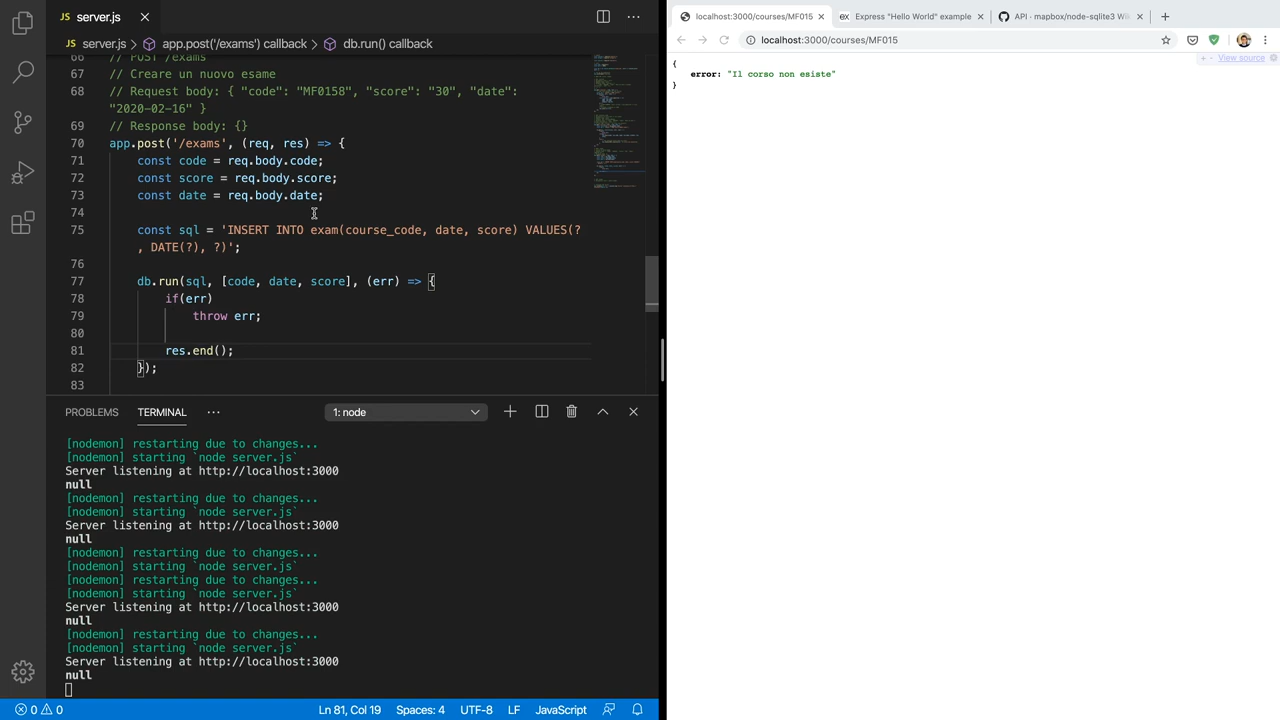 JS server.js
JS server.js > app.post('/exams') callback > db.run() callback
66 // POST /exams
67 // Creare un nuovo esame
68 // Request body: { "code": "MF0158", "score": "30", "date":
"2020-02-16" }
69 // Response body: {}
70 app.post('/exams', (req, res) => {
71 const code = req.body.code;
72 const score = req.body.score;
73 const date = req.body.date;
74
75 const sql = 'INSERT INTO exam(course_code, date, score) VALUES(?
, DATE(?), ?)';
76
77 db.run(sql, [code, date, score], (err) => {
78 if(err)
79 throw err;
80
81 res.end();
82 });
83
PROBLEMS TERMINAL ··· 1: node
[nodemon] restarting due to changes...
[nodemon] starting `node server.js`
Server listening at http://localhost:3000
null
[nodemon] restarting due to changes...
[nodemon] starting `node server.js`
Server listening at http://localhost:3000
null
[nodemon] restarting due to changes...
[nodemon] starting `node server.js`
[nodemon] restarting due to changes...
[nodemon] starting `node server.js`
Server listening at http://localhost:3000
null
[nodemon] restarting due to changes...
[nodemon] starting `node server.js`
Server listening at http://localhost:3000
null
0 0 Ln 81, Col 19 Spaces: 4 UTF-8 LF JavaScript
localhost:3000/courses/MF015 ex Express "Hello World" example API · mapbox/node-sqlite3 Wi
localhost:3000/courses/MF015
+ - View source
{
error: "Il corso non esiste"
}